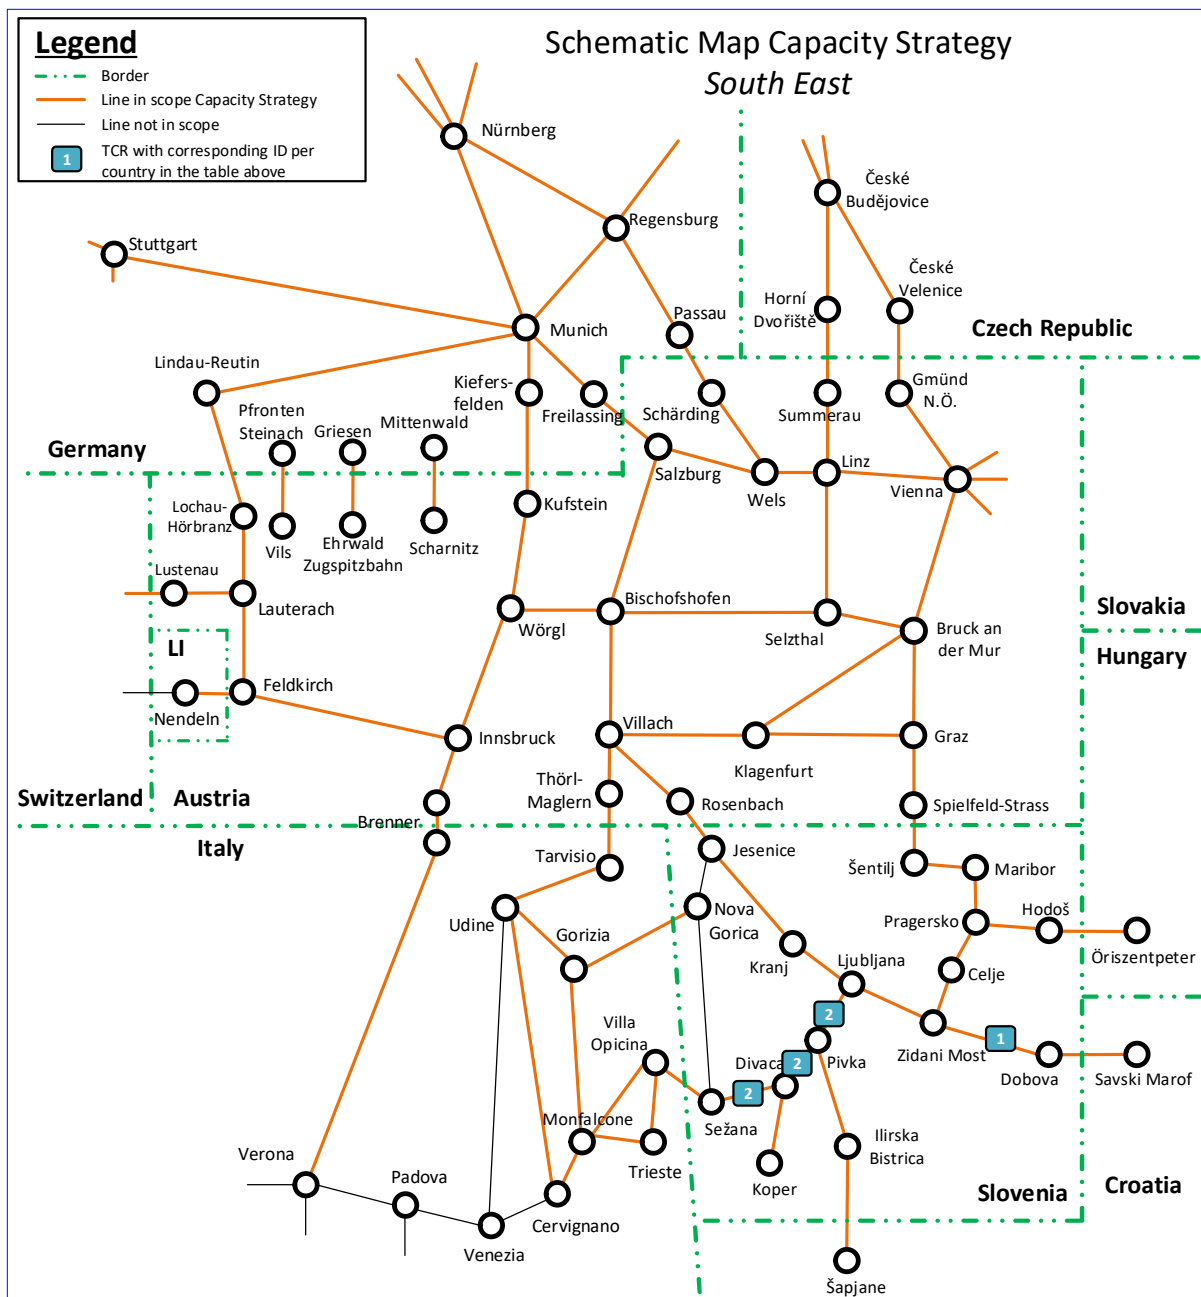 Legend
Border
Line in scope Capacity Strategy
Line not in scope
1
TCR with corresponding ID per
country in the table above
Schematic Map Capacity Strategy
South East
Nürnberg
České
Budějovice
Regensburg
Stuttgart
České
Velenice
Horní
Dvořiště
Passau
Munich
Czech Republic
Lindau-Reutin
Kiefers-
felden
Gmünd
N.Ö.
Pfronten
Steinach
Griesen
Mittenwald
Freilassing
Schärding
Summerau
Germany
Salzburg
Wels
Linz
Vienna
Lochau-
Hörbranz
Vils
Ehrwald
Zugspitzbahn
Scharnitz
Kufstein
Lustenau
Lauterach
Bischofshofen
Wörgl
Selzthal
Bruck an
der Mur
Slovakia
LI
Hungary
Feldkirch
Nendeln
Innsbruck
Villach
Klagenfurt
Graz
Thörl-
Maglern
Rosenbach
Spielfeld-Strass
Switzerland
Austria
Brenner
Italy
Tarvisio
Jesenice
Šentilj
Maribor
Udine
Nova
Gorica
Pragersko
Hodoš
Gorizia
Kranj
Ljubljana
Celje
Öriszentpeter
2
Villa
Opicina
Divaca
2
Pivka
Zidani Most
1
Dobova
Savski Marof
2
Sežana
Monfalcone
Trieste
Ilirska
Bistrica
Verona
Padova
Koper
Slovenia
Croatia
Cervignano
Venezia
Šapjane